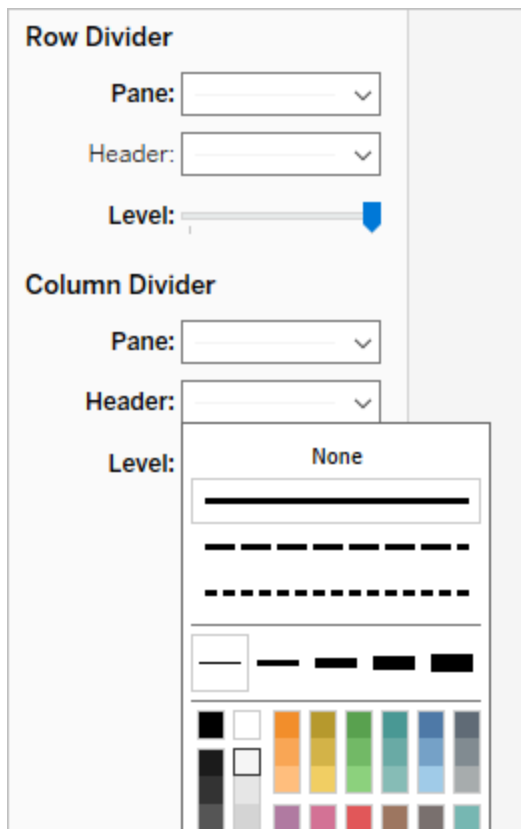 Row Divider
Pane:
Header:
Level:
Column Divider
Pane:
Header:
Level:
None